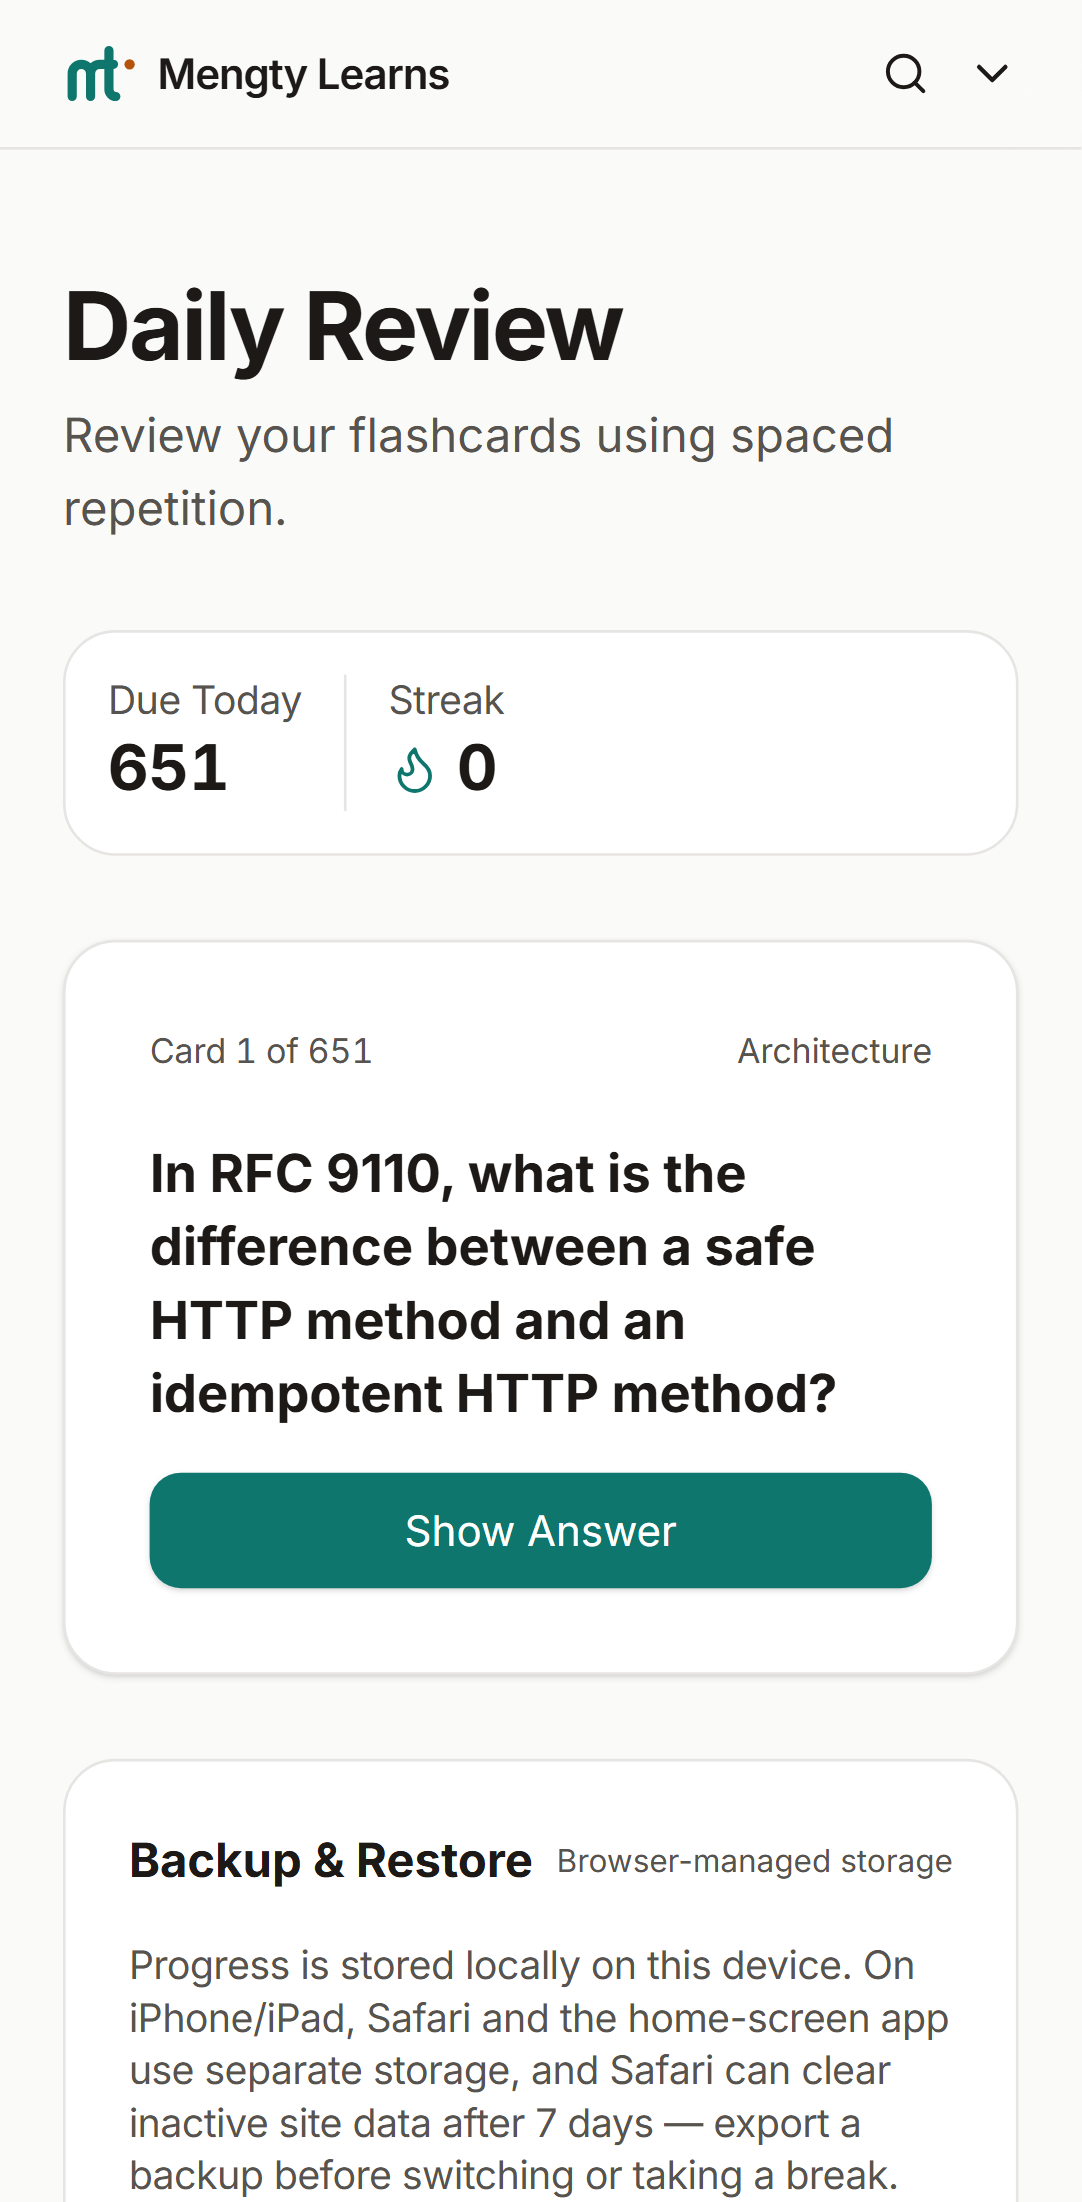 mt
Mengty Learns
Daily Review
Review your flashcards using spaced
repetition.
Due Today
651
Streak
0
Card 1 of 651
Architecture
In RFC 9110, what is the
difference between a safe
HTTP method and an
idempotent HTTP method?
Show Answer
Backup & Restore Browser-managed storage
Progress is stored locally on this device. On
iPhone/iPad, Safari and the home-screen app
use separate storage, and Safari can clear
inactive site data after 7 days — export a
backup before switching or taking a break.